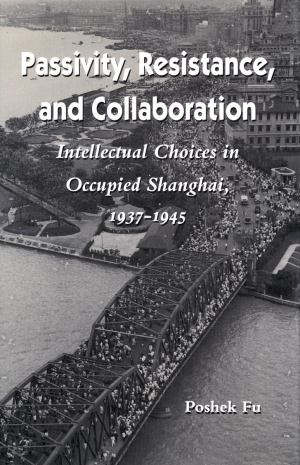 Passivity, Resistance,
and Collaboration
Intellectual Choices in
Occupied Shanghai,
1937–1945
Poshek Fu